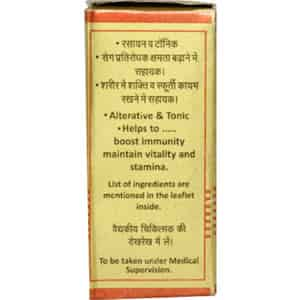 • रसायन व टॉनिक
• रोग प्रतिरोधक क्षमता बढ़ाने में
सहायक।
• शरीर में शक्ति व स्फूर्ती कायम
रखने में सहायक।
• Alterative & Tonic
• Helps to .....
boost immunity
maintain vitality and
stamina.
List of ingredients are
mentioned in the leaflet
inside.
वैद्यकीय चिकित्सक की
देखरेख में लें।
To be taken under Medical
Supervision.